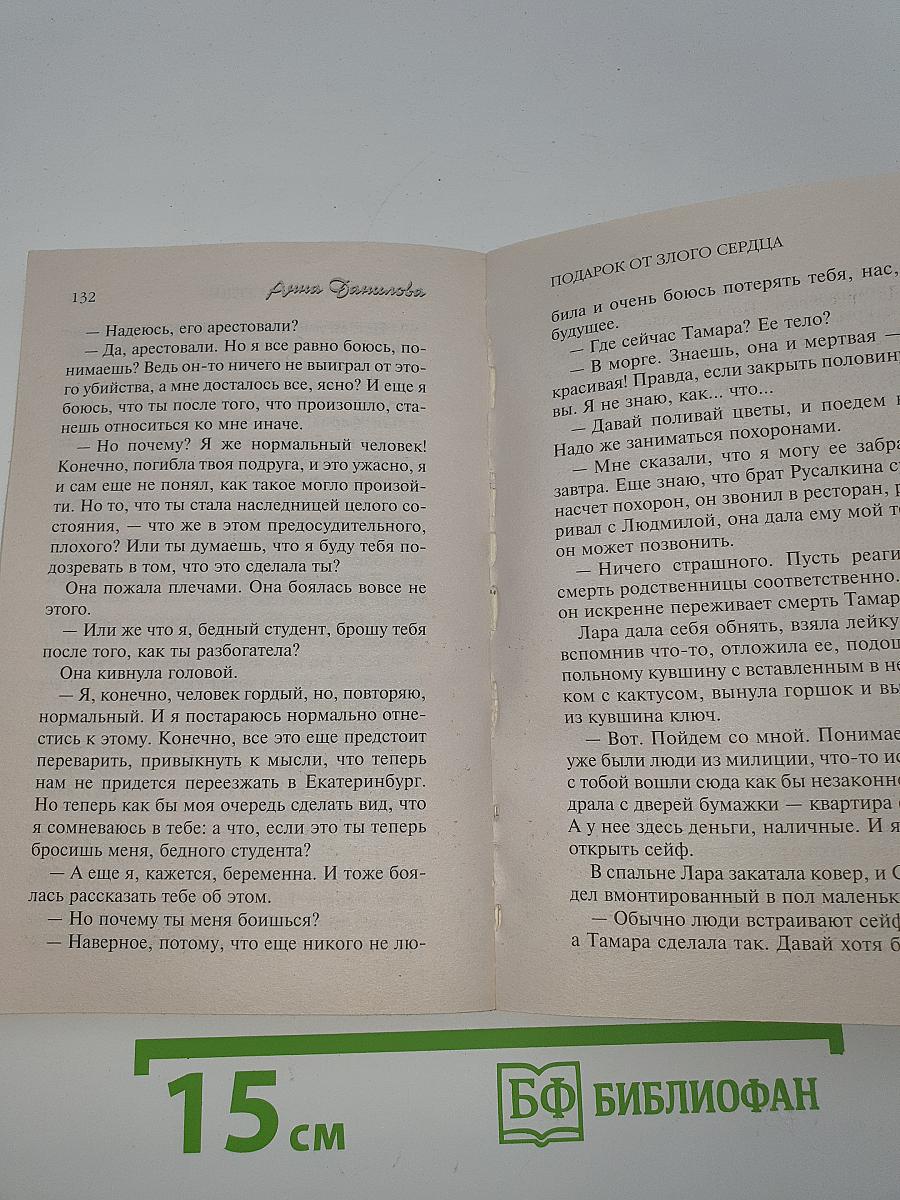 132
Анна Данилова
— Надеюсь, его арестовали?
— Да, арестовали. Но я все равно боюсь, по-
нимаешь? Ведь он-то ничего не выиграл от это-
го убийства, а мне досталось все, ясно? И еще я
боюсь, что ты после того, что произошло, ста-
нешь относиться ко мне иначе.
— Но почему? Я же нормальный человек!
Конечно, погибла твоя подруга, и это ужасно, я
и сам еще не понял, как такое могло произой-
ти. Но то, что ты стала наследницей целого со-
стояния, — что же в этом предосудительного,
плохого? Или ты думаешь, что я буду тебя по-
дозревать в том, что это сделала ты?
Она пожала плечами. Она боялась вовсе не
этого.
— Или же что я, бедный студент, брошу тебя
после того, как ты разбогатела?
Она кивнула головой.
— Я, конечно, человек гордый, но, повторяю,
нормальный. И я постараюсь нормально отне-
стись к этому. Конечно, все это еще предстоит
переварить, привыкнуть к мысли, что теперь
нам не придется переезжать в Екатеринбург.
Но теперь как бы моя очередь сделать вид, что
я сомневаюсь в тебе: а что, если это ты теперь
бросишь меня, бедного студента?
— А еще я, кажется, беременна. И тоже боя-
лась рассказать тебе об этом.
— Но почему ты меня боишься?
— Наверное, потому, что еще никого не лю-
ПОДАРОК ОТ ЗЛОГО СЕРДЦА
била и очень боюсь потерять тебя, нас,
будущее.
— Где сейчас Тамара? Ее тело?
— В морге. Знаешь, она и мертвая —
красивая! Правда, если закрыть половин
вы. Я не знаю, как... что...
— Давай поливай цветы, и поедем
Надо же заниматься похоронами.
— Мне сказали, что я могу ее забра
завтра. Еще знаю, что брат Русалкина
насчет похорон, он звонил в ресторан,
ривал с Людмилой, она дала ему мой т
он может позвонить.
— Ничего страшного. Пусть реаги
смерть родственницы соответственно.
он искренне переживает смерть Тамар
Лара дала себя обнять, взяла лейку
вспомнив что-то, отложила ее, подош
польному кувшину с вставленным в не
ком с кактусом, вынула горшок и вы
из кувшина ключ.
— Вот. Пойдем со мной. Понимае
уже были люди из милиции, что-то ис
с тобой вошли сюда как бы незаконно
драла с дверей бумажки — квартира
А у нее здесь деньги, наличные. И я
открыть сейф.
В спальне Лара закатала ковер, и С
дел вмонтированный в пол маленьк
— Обычно люди встраивают сейф
а Тамара сделала так. Давай хотя б
15 см
БФ БИБЛИОФАН